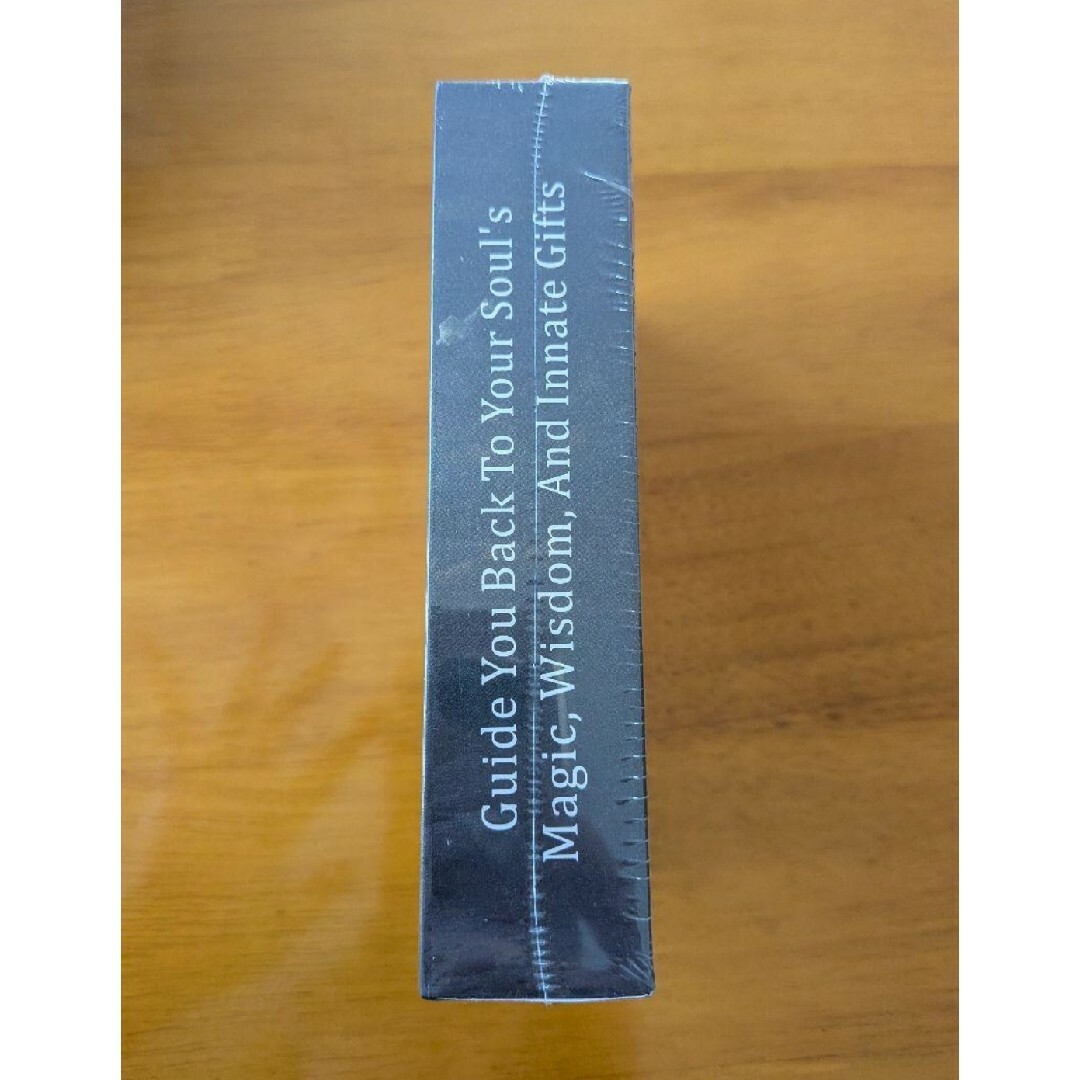 Guide You Back To Your Soul's
Magic, Wisdom, And Innate Gifts